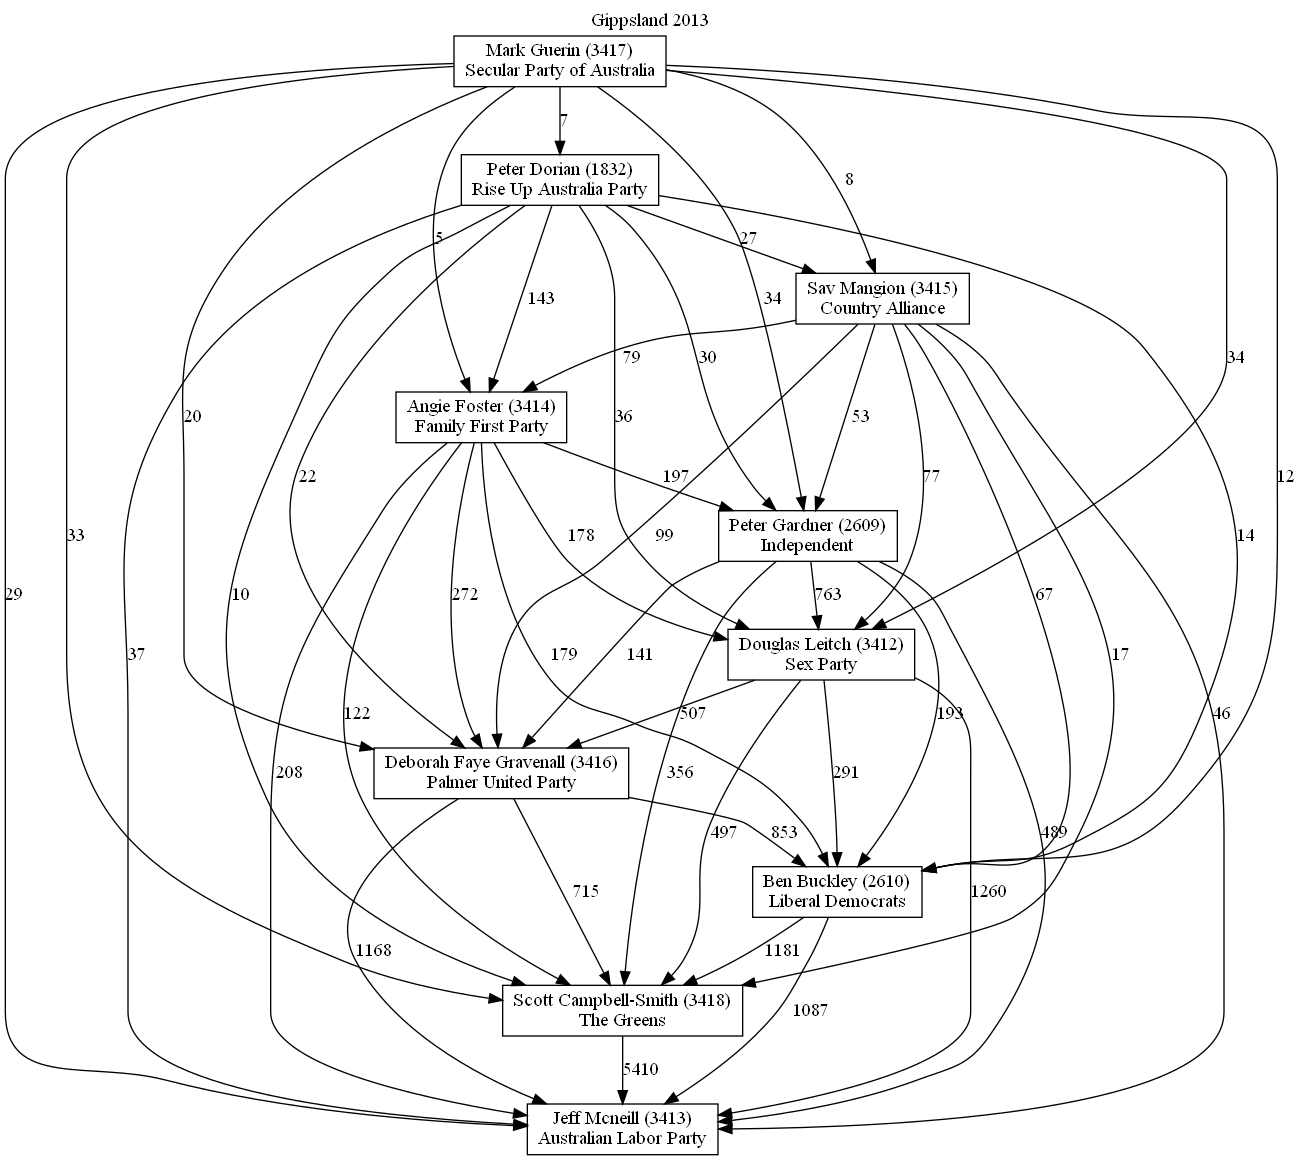 Gippsland 2013
Mark Guerin (3417)
Secular Party of Australia
7
Peter Dorian (1832)
Rise Up Australia Party
8
5
27
Sav Mangion (3415)
Country Alliance
143
34
79
30
34
Angie Foster (3414)
Family First Party
20
36
53
22
197
77
12
Peter Gardner (2609)
Independent
33
178
99
14
29
10
272
763
67
Douglas Leitch (3412)
Sex Party
37
179
141
17
122
507
193
46
Deborah Faye Gravenall (3416)
Palmer United Party
208
356
291
497
853
489
Ben Buckley (2610)
Liberal Democrats
715
1260
1168
1181
Scott Campbell-Smith (3418)
The Greens
1087
5410
Jeff Mcneill (3413)
Australian Labor Party